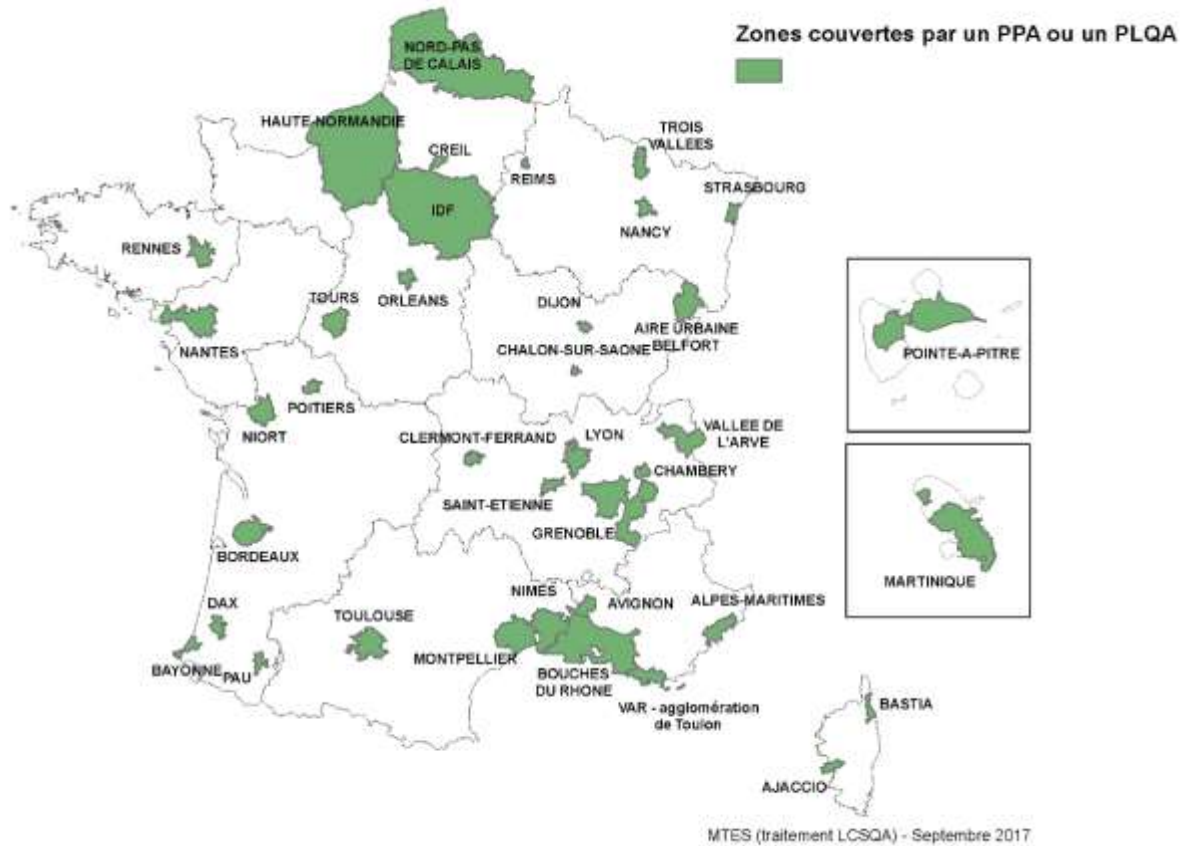 Zones couvertes par un PPA ou un PLQA
NORD-PAS
DE CALAIS
HAUTE-NORMANDIE
CREIL
REIMS
TROIS
VALLEES
STRASBOURG
IDF
NANCY
RENNES
TOURS
ORLEANS
DIJON
AIRE URBAINE
BELFORT
CHALON-SUR-SAONE
NANTES
POITIERS
NIORT
CLERMONT-FERRAND
LYON
VALLEE DE
L'ARVE
CHAMBERY
SAINT-ETIENNE
GRENOBLE
BORDEAUX
DAX
TOULOUSE
NIMES
AVIGNON
ALPES-MARITIMES
BAYONNE
PAU
MONTPELLIER
BOUCHES
DU RHONE
VAR - agglomération
de Toulon
POINTE-A-PITRE
MARTINIQUE
BASTIA
AJACCIO
MTES (traitement LCSQA) - Septembre 2017